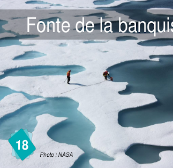 Fonte de la banquis
18
Photo : NASA